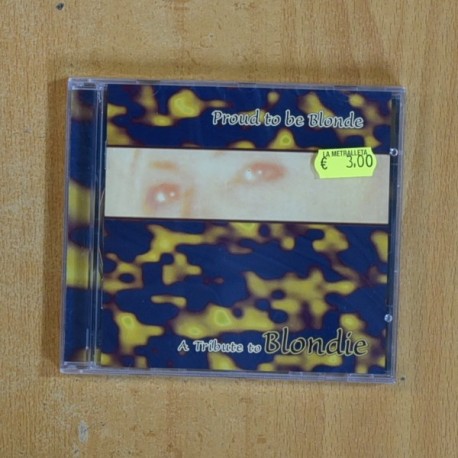 Proud to be Blonde
LA METRALLETA
€ 3,00
A Tribute to Blondie